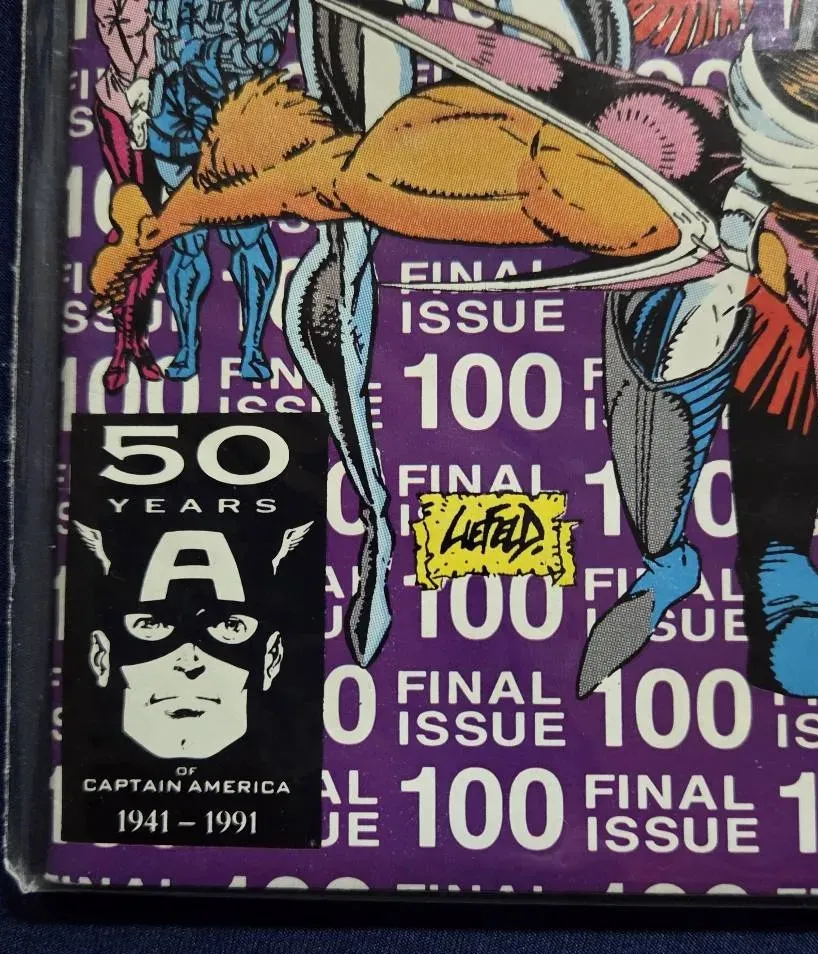 FINAL
ISSUE
100
FINAL
ISSUE
100
FINAL
ISSUE
50
YEARS
A
OF
CAPTAIN AMERICA
1941 – 1991
LIEFELD.
100
FINAL
ISSUE
100
100
FINAL
ISSUE